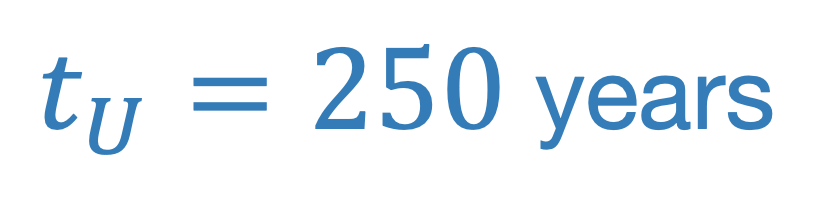 t_U = 250 years